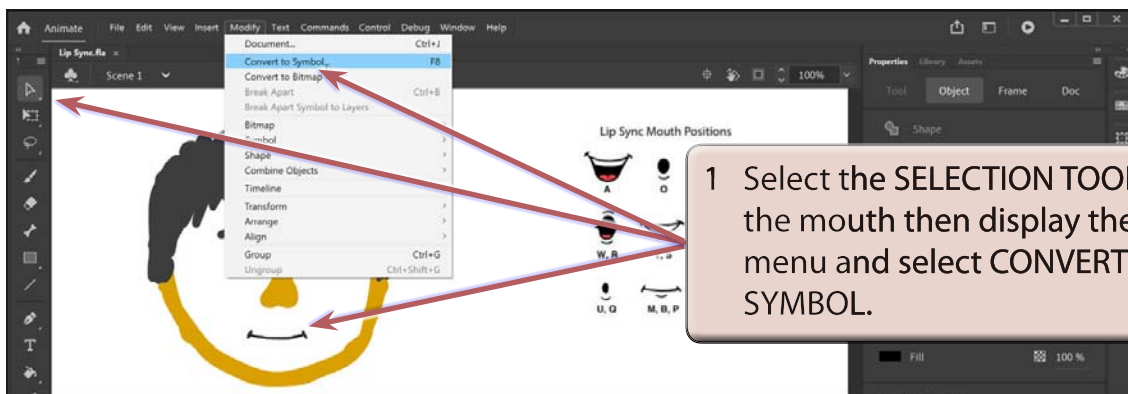 Animate File Edit View Insert Modify Text Commands Control Debug Window Help
Lip Sync.fla ×
Scene 1
100%
Document... Ctrl+J
Convert to Symbol... F8
Convert to Bitmap
Break Apart Ctrl+B
Break Apart Symbol to Layers
Bitmap
Symbol
Shape
Combine Objects
Timeline
Transform
Arrange
Align
Group Ctrl+G
Ungroup Ctrl+Shift+G
Lip Sync Mouth Positions
A O
W, R
U, Q M, B, P
Properties Library Assets
Tool Object Frame Doc
Shape
Fill 100 %
1 Select the SELECTION TOOL
the mouth then display the
menu and select CONVERT
SYMBOL.